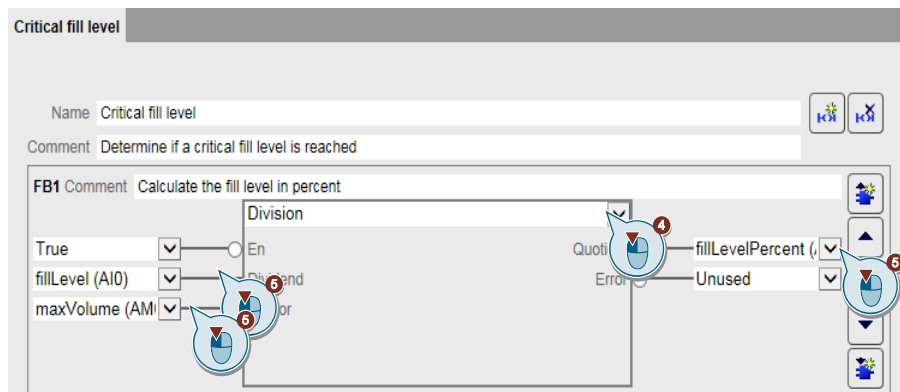 Critical fill level
Name Critical fill level
Comment Determine if a critical fill level is reached
FB1 Comment Calculate the fill level in percent
Division
4
True En fillLevelPercent (
5
fillLevel (AI0) Error Unused
5
maxVolume (AM
5